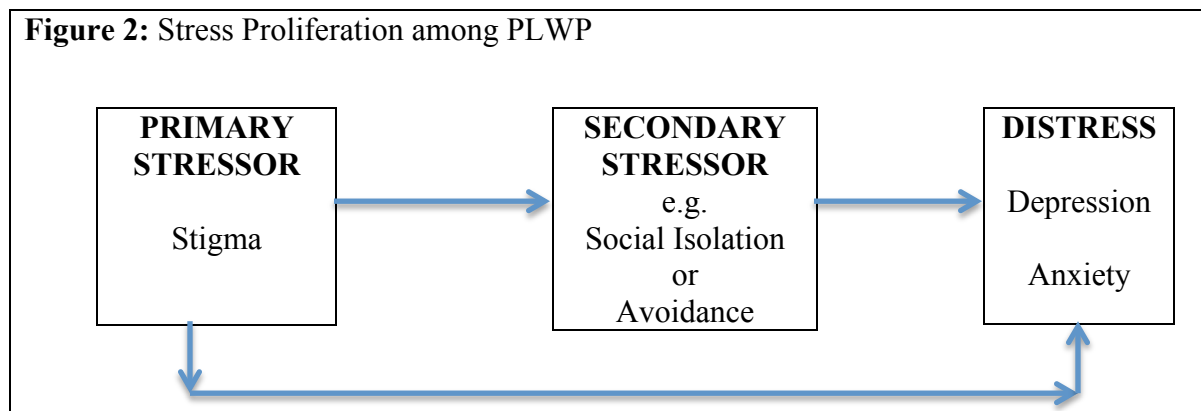 Figure 2: Stress Proliferation among PLWP
PRIMARY
STRESSOR
Stigma
SECONDARY
STRESSOR
e.g.
Social Isolation
or
Avoidance
DISTRESS
Depression
Anxiety